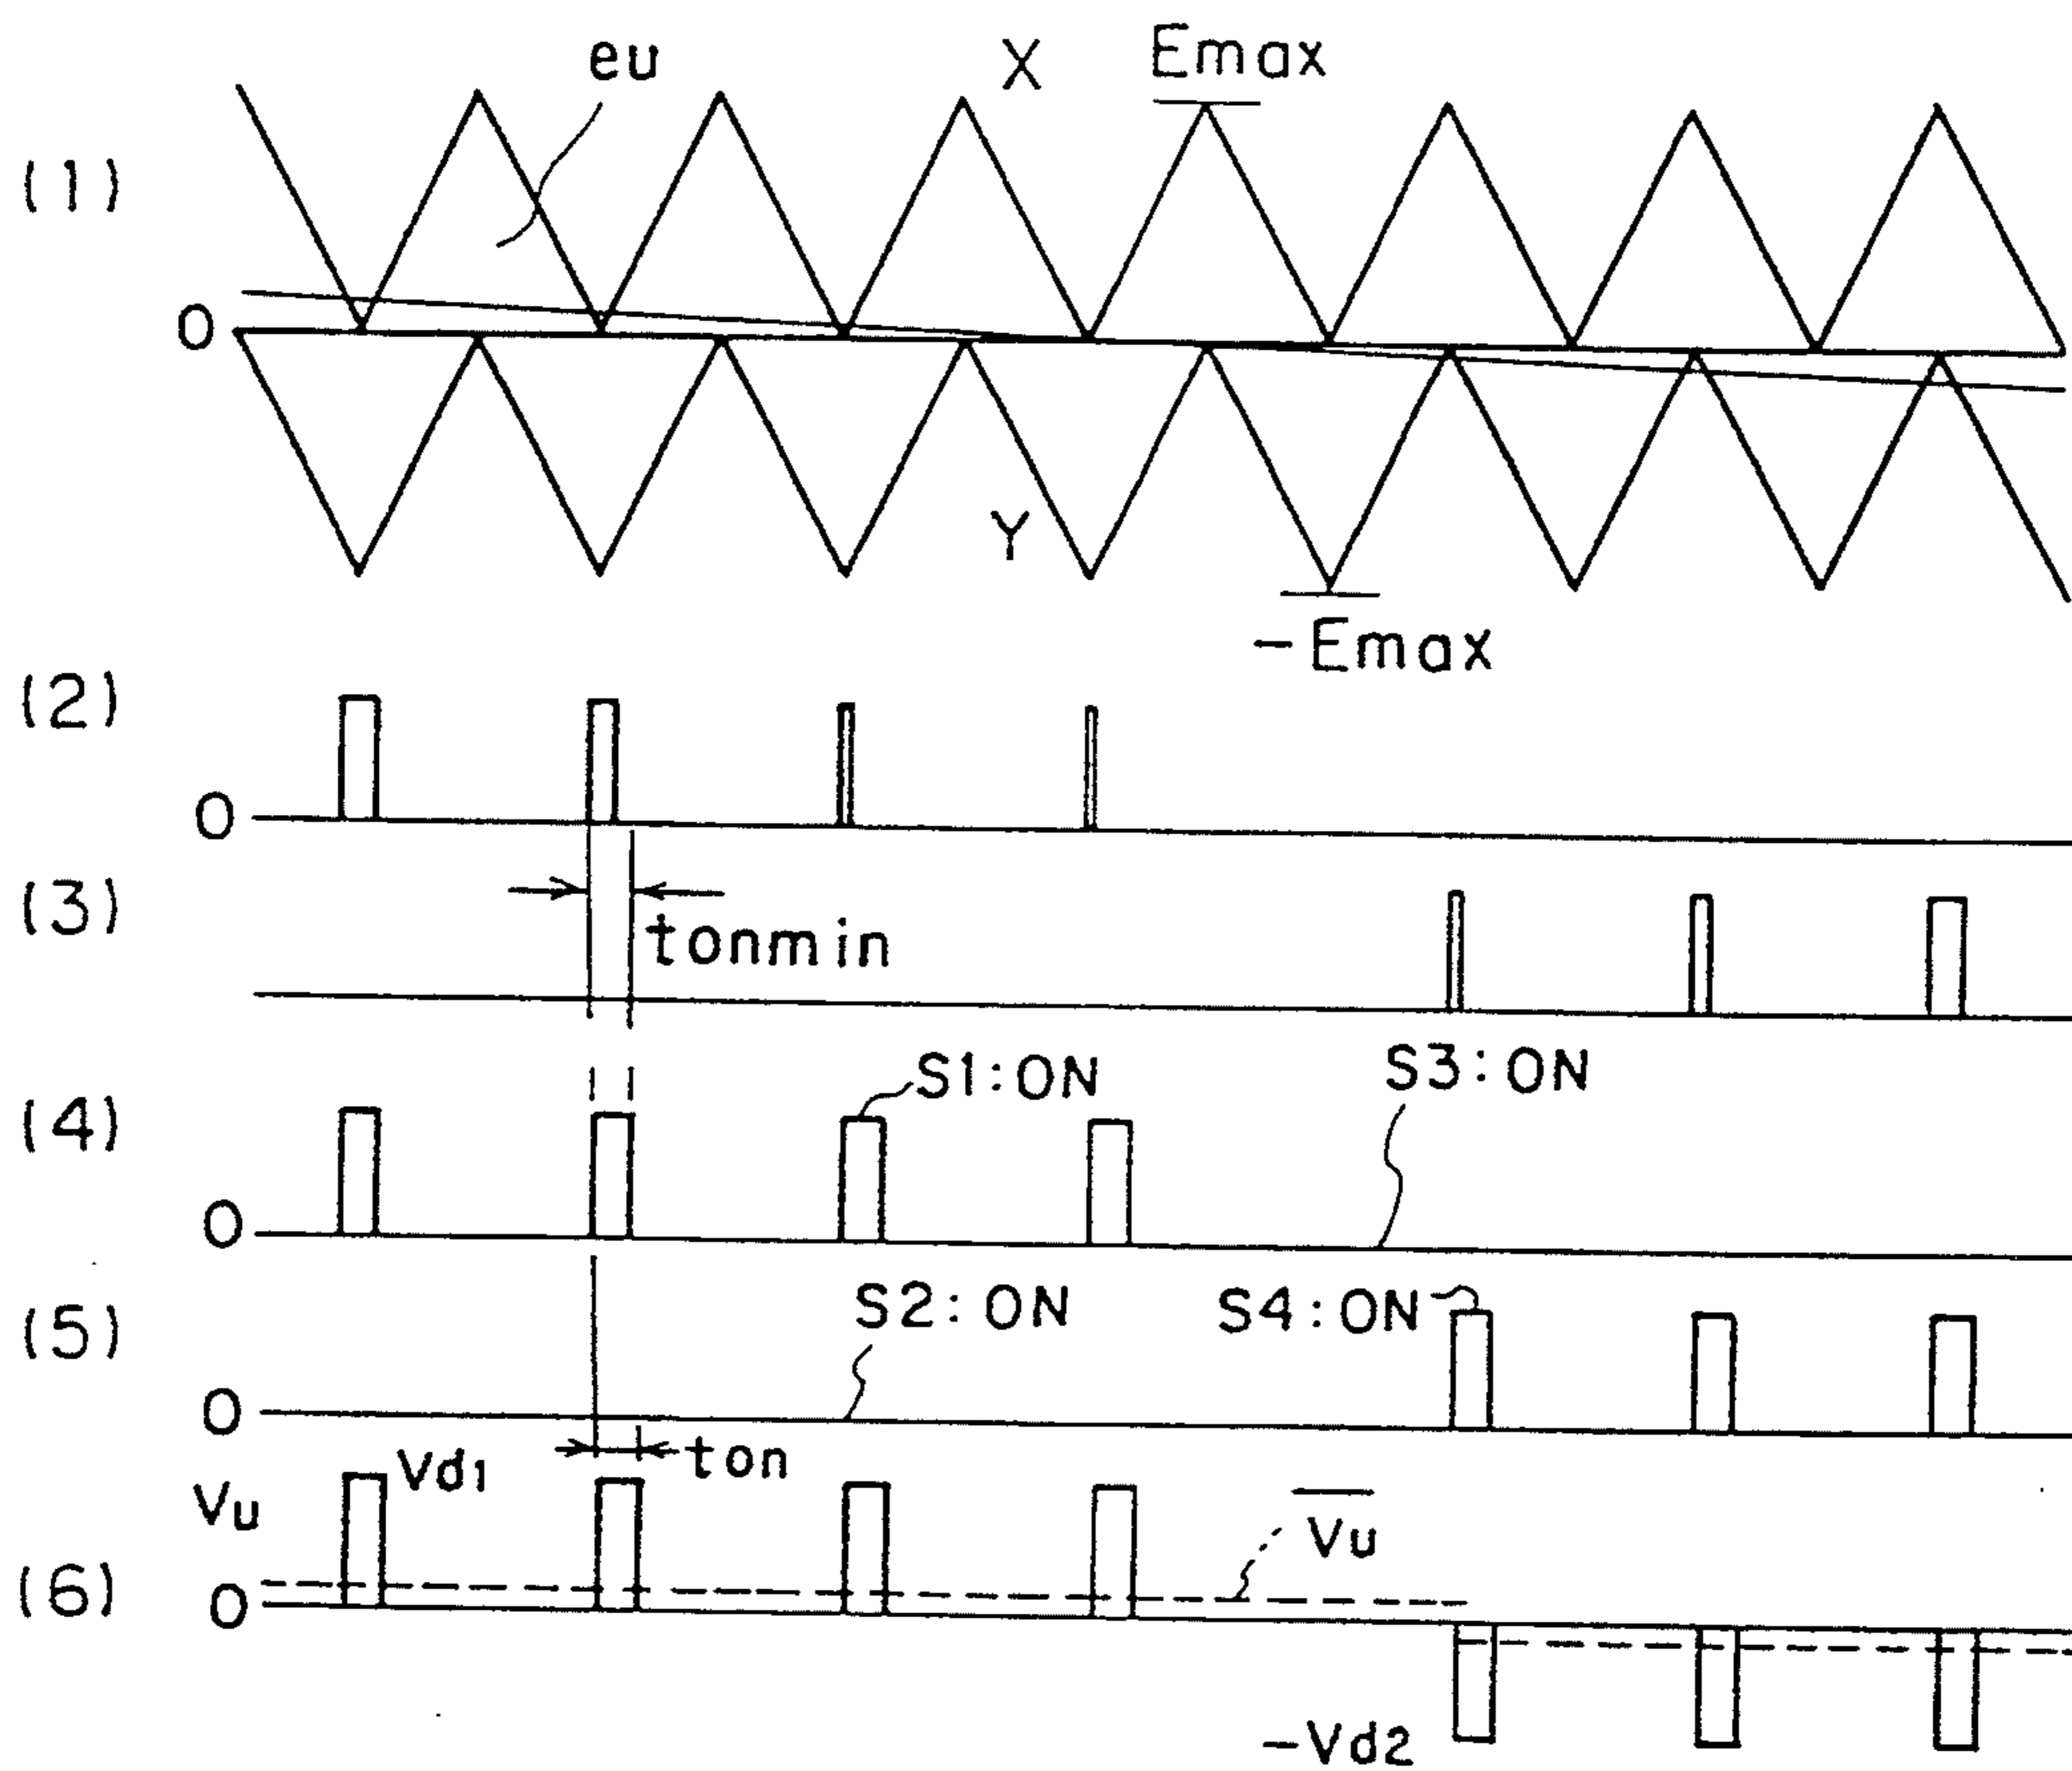 eu
X
Emax
(1)
0
Y
-Emax
(2)
0
(3)
tonmin
S1:ON
S3:ON
(4)
0
S2:ON
S4:ON
(5)
0
Vd1
ton
Vu
Vu
(6)
0
-Vd2